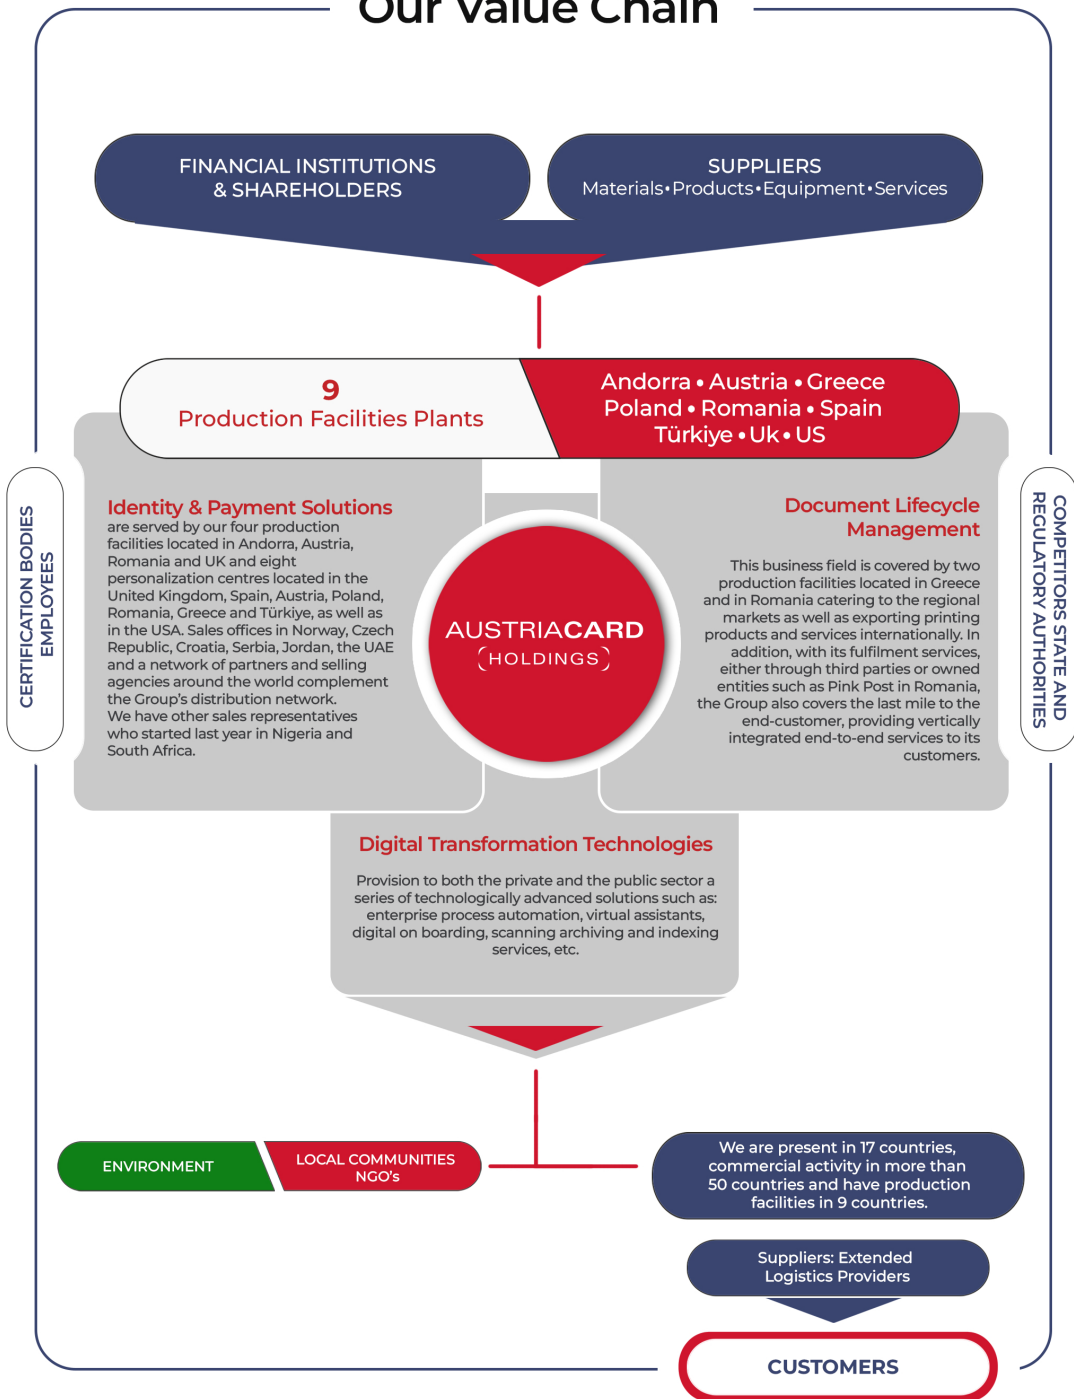 Our Value Chain
FINANCIAL INSTITUTIONS
& SHAREHOLDERS
SUPPLIERS
Materials•Products•Equipment•Services
9
Production Facilities Plants
Andorra • Austria • Greece
Poland • Romania • Spain
Türkiye • Uk • US
CERTIFICATION BODIES
EMPLOYEES
Identity & Payment Solutions
are served by our four production
facilities located in Andorra, Austria,
Romania and UK and eight
personalization centres located in the
United Kingdom, Spain, Austria, Poland,
Romania, Greece and Türkiye, as well as
in the USA. Sales offices in Norway, Czech
Republic, Croatia, Serbia, Jordan, the UAE
and a network of partners and selling
agencies around the world complement
the Group's distribution network.
We have other sales representatives
who started last year in Nigeria and
South Africa.
AUSTRIACARD
(HOLDINGS)
Document Lifecycle
Management
This business field is covered by two
production facilities located in Greece
and in Romania catering to the regional
markets as well as exporting printing
products and services internationally. In
addition, with its fulfilment services,
either through third parties or owned
entities such as Pink Post in Romania,
the Group also covers the last mile to the
end-customer, providing vertically
integrated end-to-end services to its
customers.
COMPETITORS STATE AND
REGULATORY AUTHORITIES
Digital Transformation Technologies
Provision to both the private and the public sector a
series of technologically advanced solutions such as:
enterprise process automation, virtual assistants,
digital on boarding, scanning archiving and indexing
services, etc.
ENVIRONMENT
LOCAL COMMUNITIES
NGO's
We are present in 17 countries,
commercial activity in more than
50 countries and have production
facilities in 9 countries.
Suppliers: Extended
Logistics Providers
CUSTOMERS